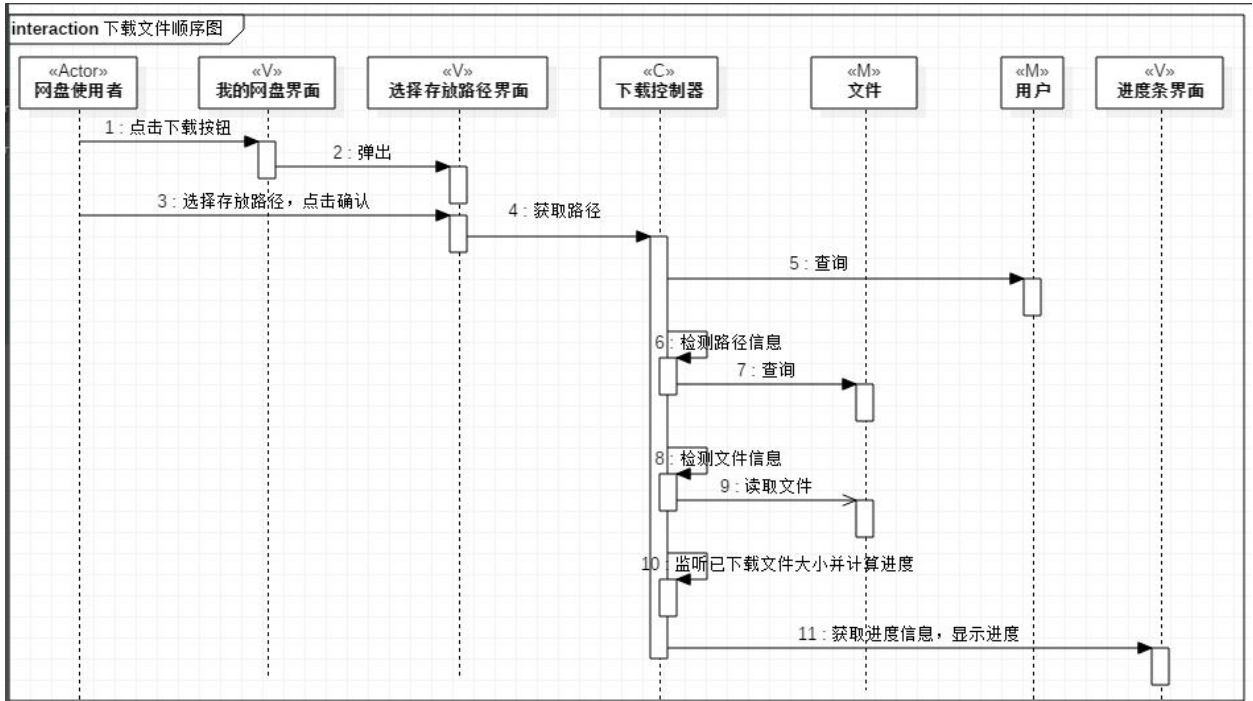 interaction 下载文件顺序图
«Actor»
网盘使用者
«V»
我的网盘界面
«V»
选择存放路径界面
«C»
下载控制器
«M»
文件
«M»
用户
«V»
进度条界面
1 : 点击下载按钮
2 : 弹出
3 : 选择存放路径，点击确认
4 : 获取路径
5 : 查询
6 : 检测路径信息
7 : 查询
8 : 检测文件信息
9 : 读取文件
10 : 监听已下载文件大小并计算进度
11 : 获取进度信息，显示进度